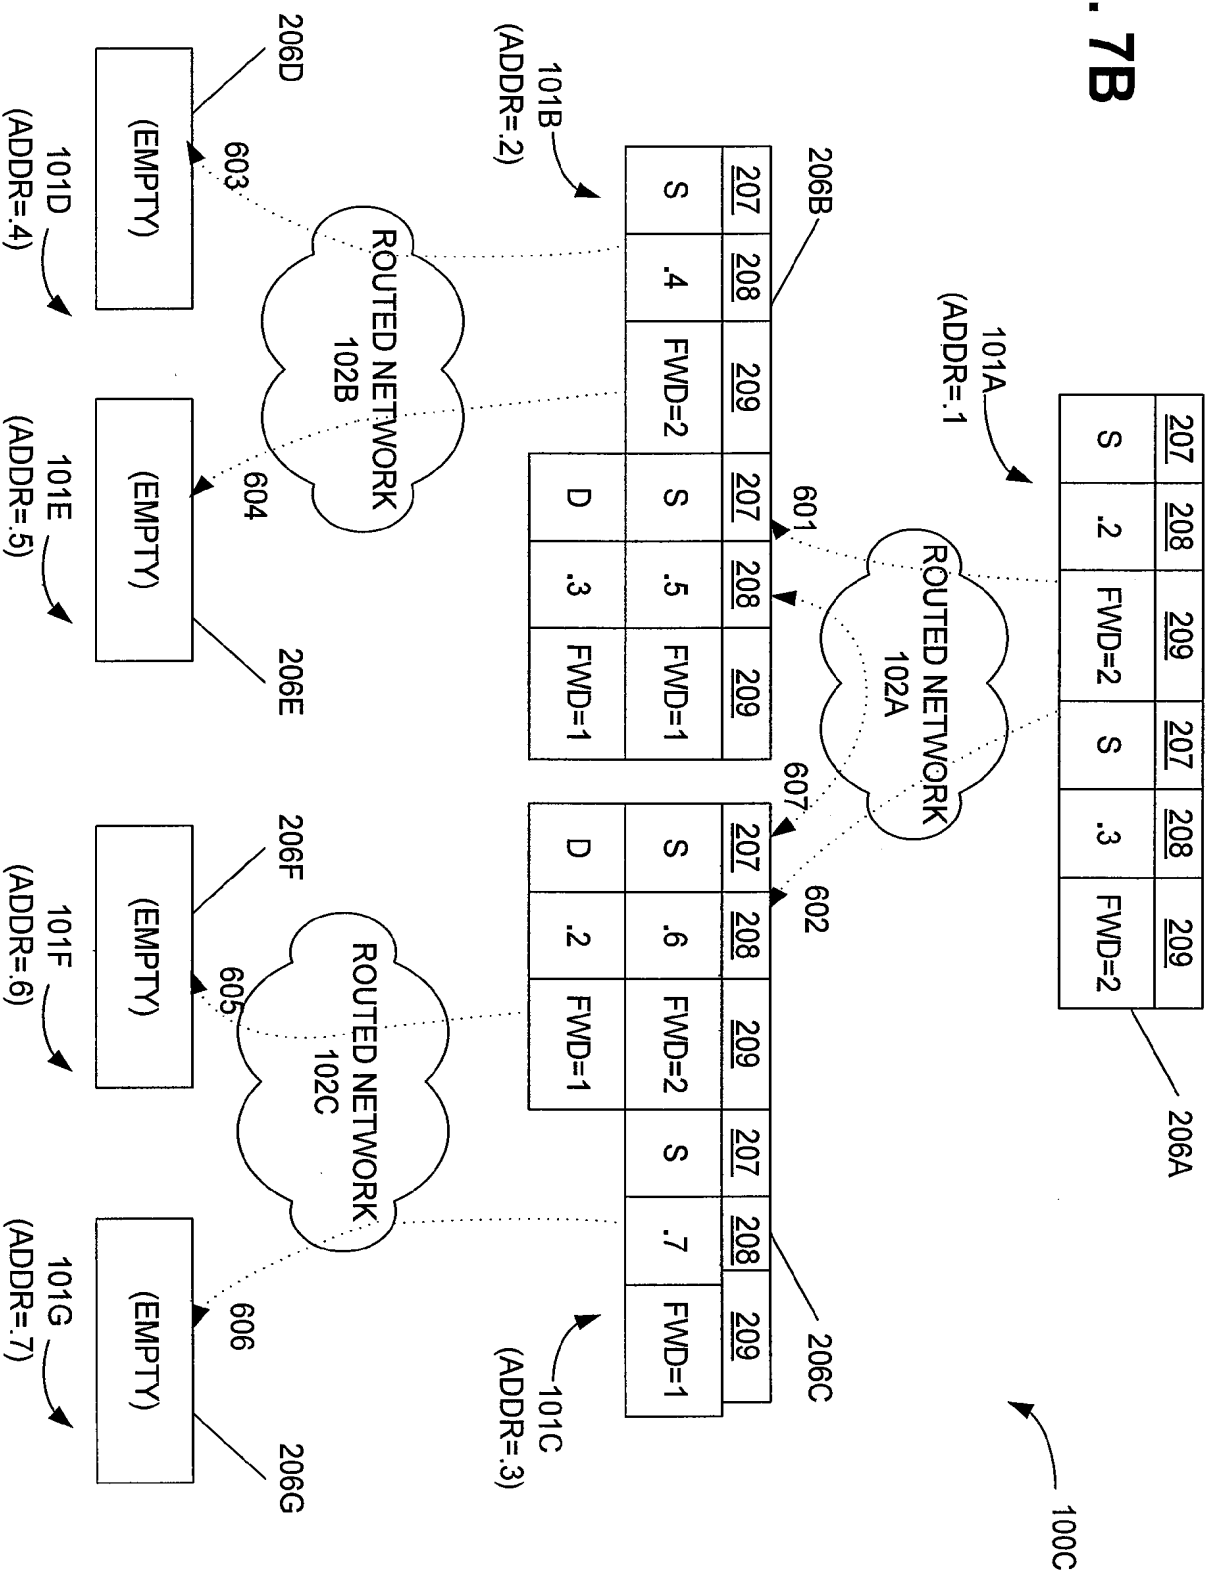 . 7B
100C
207 208 209 207 208 209
S .2 FWD=2 S .3 FWD=2
206A
101A
(ADDR=.1)
ROUTED NETWORK
102A
601
607
602
206B
206C
101B
(ADDR=.2)
207 208 209 207 208 209
S .4 FWD=2 S .5 FWD=1
D .3 FWD=1
207 208 209 207 208 209
S .6 FWD=2 S .7 FWD=1
D .2 FWD=1
101C
(ADDR=.3)
ROUTED NETWORK
102B
ROUTED NETWORK
102C
603
604
605
606
206D
206E
206F
206G
(EMPTY)
(EMPTY)
(EMPTY)
(EMPTY)
101D
(ADDR=.4)
101E
(ADDR=.5)
101F
(ADDR=.6)
101G
(ADDR=.7)